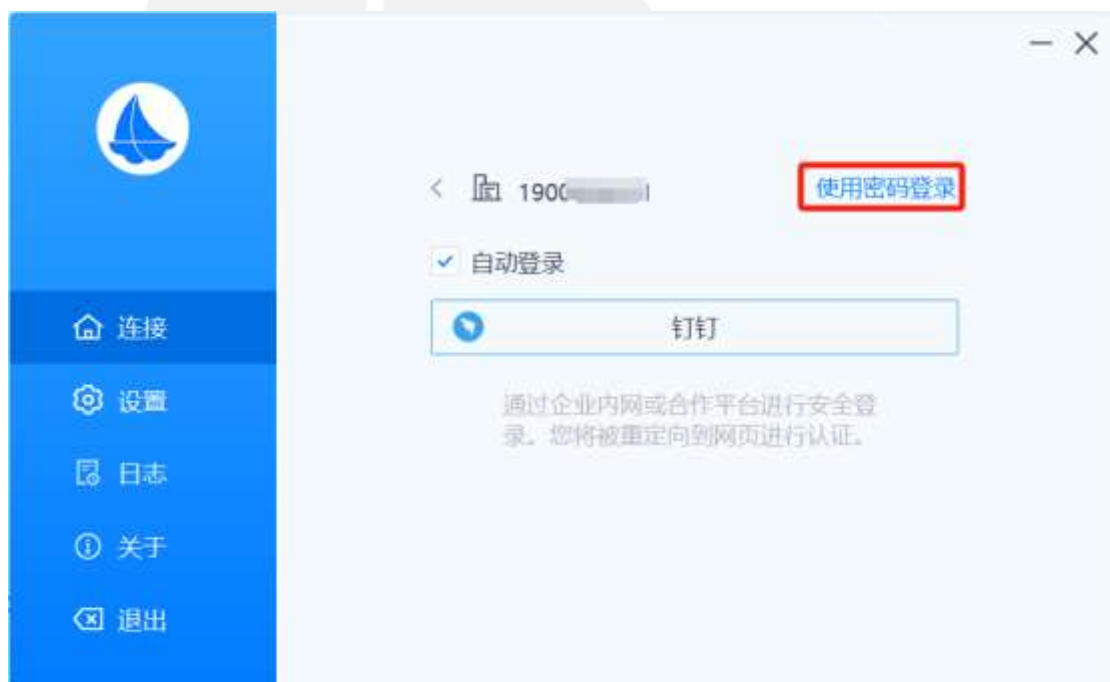 1900
使用密码登录
自动登录
连接
钉钉
设置
通过企业内网或合作平台进行安全登
录。您将被重定向到网页进行认证。
日志
关于
退出